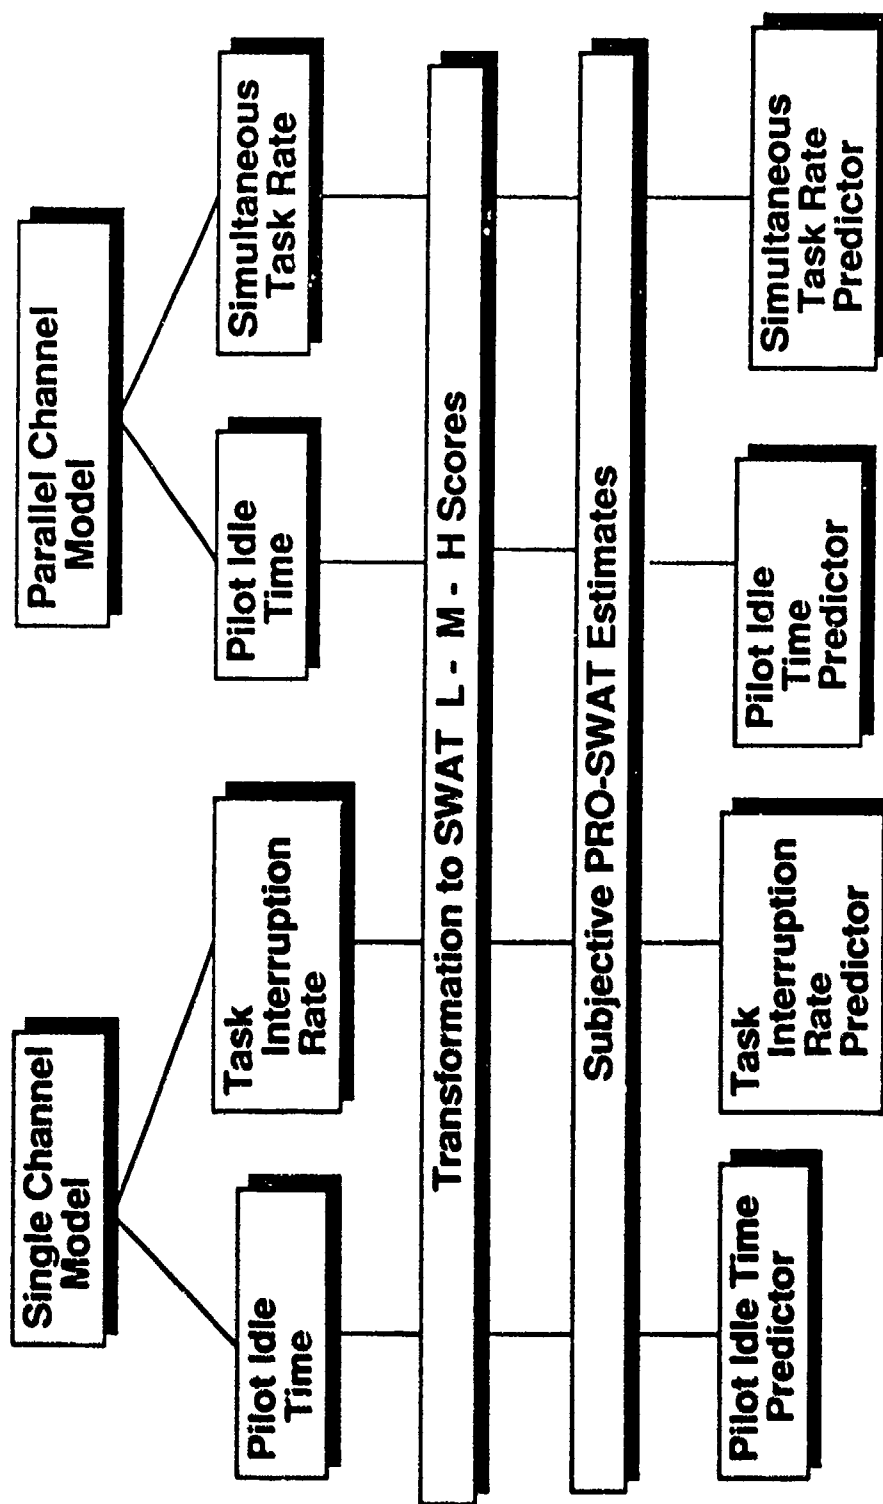 Single Channel
Model
Parallel Channel
Model
Pilot Idle
Time
Task
Interruption
Rate
Pilot Idle
Time
Simultaneous
Task Rate
Transformation to SWAT L - M - H Scores
Subjective PRO-SWAT Estimates
Pilot Idle Time
Predictor
Task
Interruption
Rate
Predictor
Pilot Idle
Time
Predictor
Simultaneous
Task Rate
Predictor